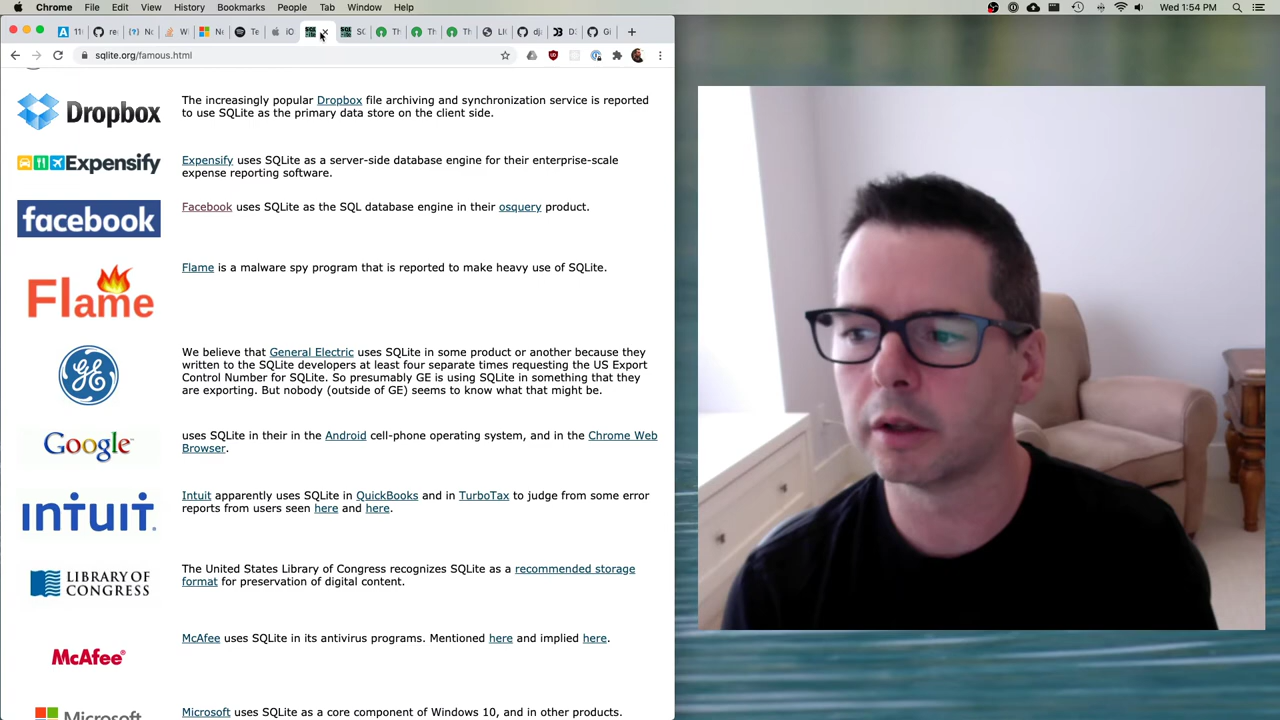 Chrome File Edit View History Bookmarks People Tab Window Help
Wed 1:54 PM
sqlite.org/famous.html
Dropbox
The increasingly popular Dropbox file archiving and synchronization service is reported
to use SQLite as the primary data store on the client side.
Expensify
Expensify uses SQLite as a server-side database engine for their enterprise-scale
expense reporting software.
facebook
Facebook uses SQLite as the SQL database engine in their osquery product.
Flame
Flame is a malware spy program that is reported to make heavy use of SQLite.
GE
We believe that General Electric uses SQLite in some product or another because they
written to the SQLite developers at least four separate times requesting the US Export
Control Number for SQLite. So presumably GE is using SQLite in something that they
are exporting. But nobody (outside of GE) seems to know what that might be.
Google
uses SQLite in their in the Android cell-phone operating system, and in the Chrome Web
Browser.
intuit
Intuit apparently uses SQLite in QuickBooks and in TurboTax to judge from some error
reports from users seen here and here.
LIBRARY OF
CONGRESS
The United States Library of Congress recognizes SQLite as a recommended storage
format for preservation of digital content.
McAfee®
McAfee uses SQLite in its antivirus programs. Mentioned here and implied here.
Microsoft
Microsoft uses SQLite as a core component of Windows 10, and in other products.